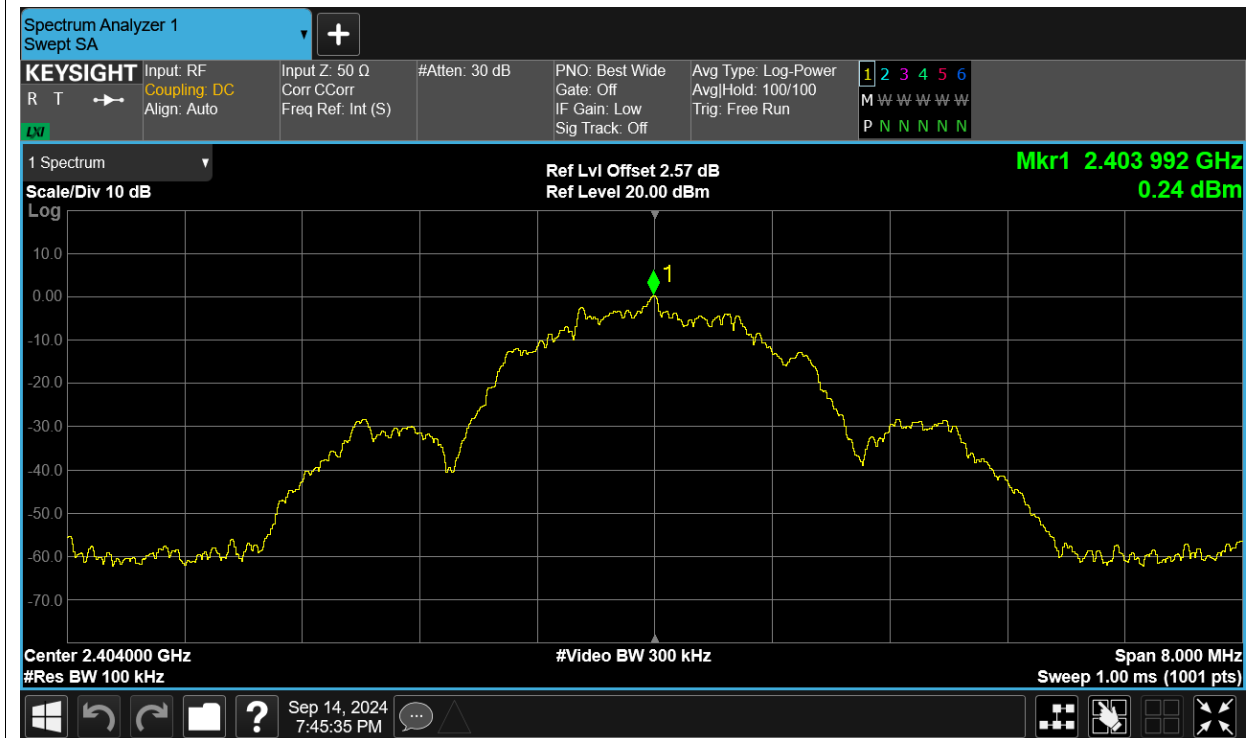 Spectrum Analyzer 1
Swept SA
KEYSIGHT
R T
LXI
Input: RF
Coupling: DC
Align: Auto
Input Z: 50 Ω
Corr CCorr
Freq Ref: Int (S)
#Atten: 30 dB
PNO: Best Wide
Gate: Off
IF Gain: Low
Sig Track: Off
Avg Type: Log-Power
Avg|Hold: 100/100
Trig: Free Run
1 2 3 4 5 6
M W W W W W
P N N N N N
1 Spectrum
Scale/Div 10 dB
Log
Ref Lvl Offset 2.57 dB
Ref Level 20.00 dBm
Mkr1 2.403 992 GHz
0.24 dBm
1
10.0
0.00
-10.0
-20.0
-30.0
-40.0
-50.0
-60.0
-70.0
Center 2.404000 GHz
#Res BW 100 kHz
#Video BW 300 kHz
Span 8.000 MHz
Sweep 1.00 ms (1001 pts)
?
Sep 14, 2024
7:45:35 PM